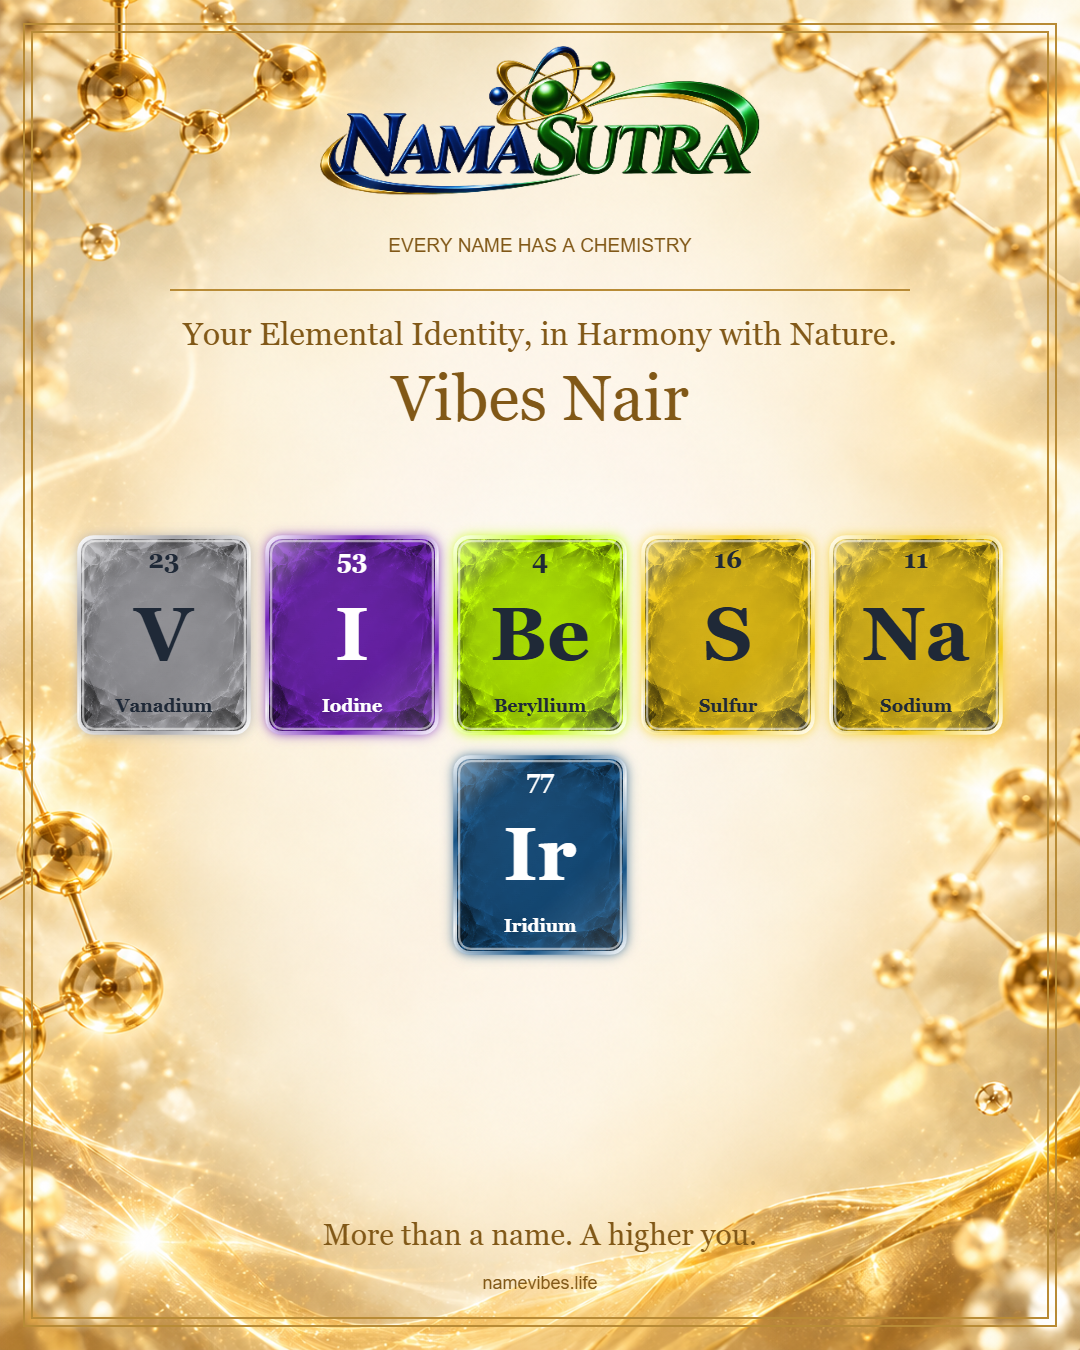 NAMASUTRA
EVERY NAME HAS A CHEMISTRY
Your Elemental Identity, in Harmony with Nature.
Vibes Nair
23 53 4 16 11
V I Be S Na
Vanadium Iodine Beryllium Sulfur Sodium
77
Ir
Iridium
More than a name. A higher you.
namevibes.life